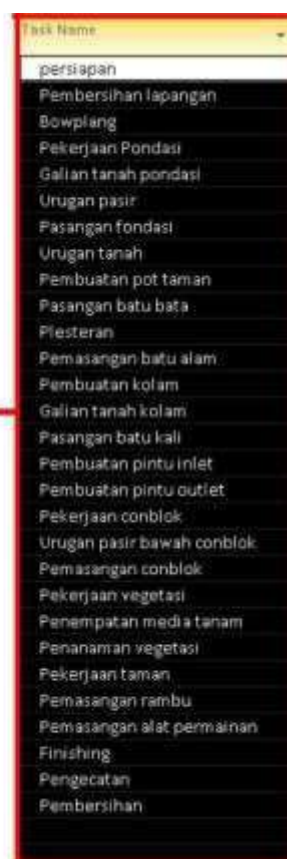 Task Name
persiapan
Pembersihan lapangan
Bowplang
Pekerjaan Pondasi
Galian tanah pondasi
Urugan pasir
Pasangan fondasi
Urugan tanah
Pembuatan pot taman
Pasangan batu bata
Plesteran
Pemasangan batu alam
Pembuatan kolam
Galian tanah kolam
Pasangan batu kali
Pembuatan pintu inlet
Pembuatan pintu outlet
Pekerjaan conblok
Urugan pasir bawah conblok
Pemasangan conblok
Pekerjaan vegetasi
Penempatan media tanam
Penanaman vegetasi
Pekerjaan taman
Pemasangan rambu
Pemasangan alat permainan
Finishing
Pengecatan
Pembersihan